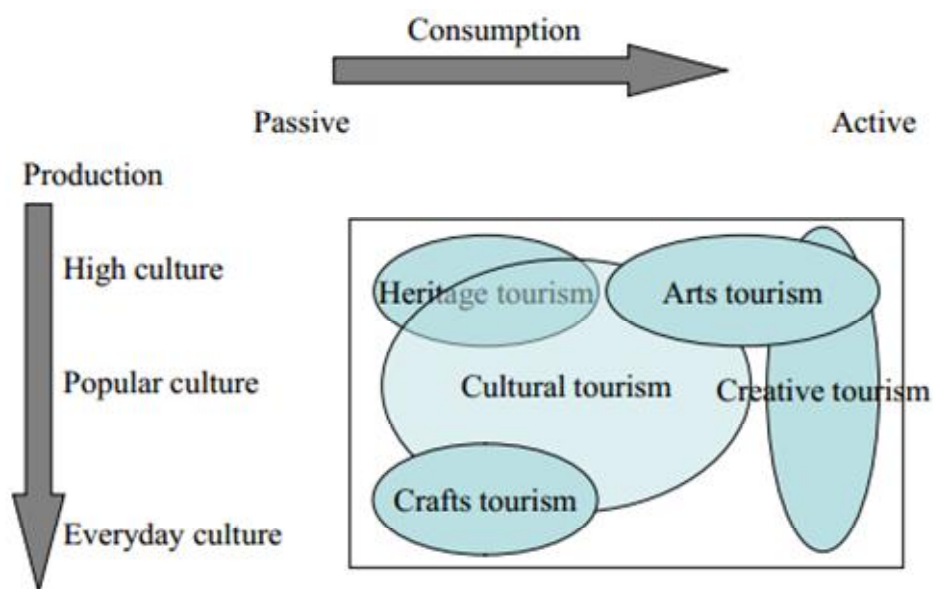 Consumption
Passive
Active
Production
High culture
Heritage tourism
Arts tourism
Popular culture
Cultural tourism
Creative tourism
Crafts tourism
Everyday culture